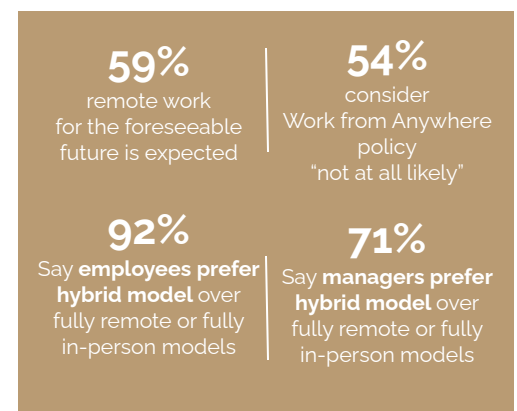 59%
remote work
for the foreseeable
future is expected
54%
consider
Work from Anywhere
policy
“not at all likely”
92%
Say employees prefer
hybrid model over
fully remote or fully
in-person models
71%
Say managers prefer
hybrid model over
fully remote or fully
in-person models